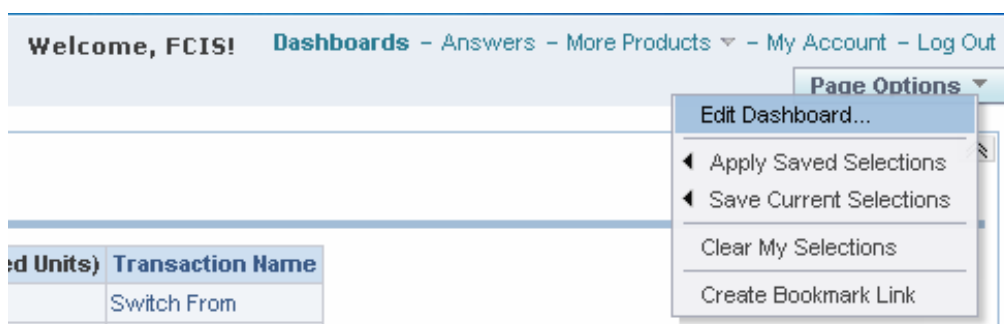 Welcome, FCIS! Dashboards - Answers - More Products - My Account - Log Out
Page Options
Edit Dashboard...
Apply Saved Selections
Save Current Selections
Clear My Selections
Create Bookmark Link
ed Units) Transaction Name
Switch From